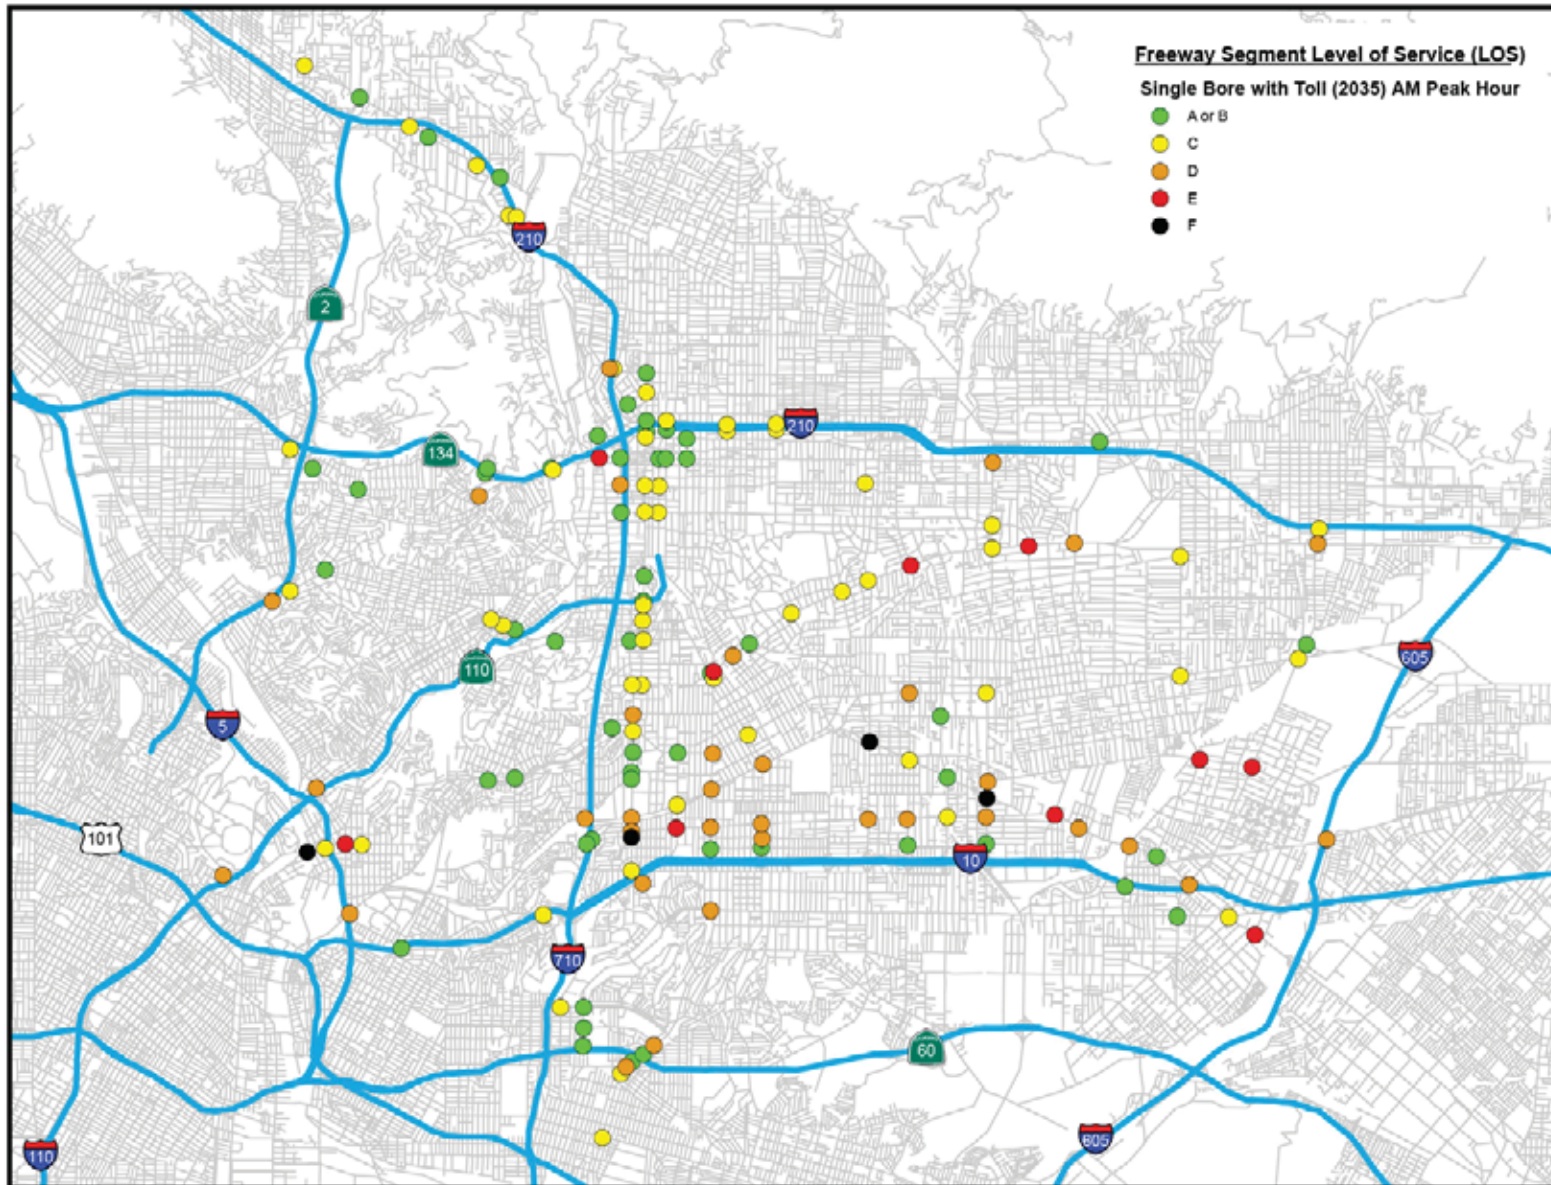 Freeway Segment Level of Service (LOS)
Single Bore with Toll (2035) AM Peak Hour
A or B
C
D
E
F
210
2
134
210
110
605
5
101
10
710
60
605
110